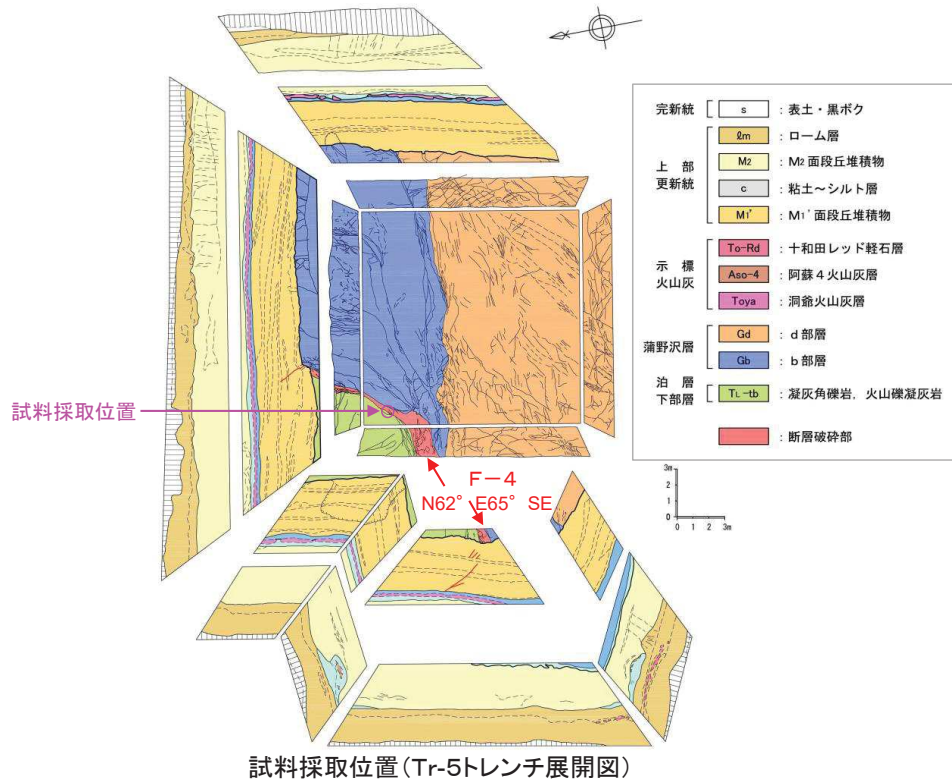 完新統
s
：表土・黒ボク
上部更新統
ℓm
：ローム層
M2
：M2面段丘堆積物
c
：粘土～シルト層
M1'
：M1'面段丘堆積物
示標火山灰
To-Rd
：十和田レッド軽石層
Aso-4
：阿蘇4火山灰層
Toya
：洞爺火山灰層
蒲野沢層
Gd
：d部層
Gb
：b部層
泊層下部層
TL-tb
：凝灰角礫岩，火山礫凝灰岩
：断層破砕部
試料採取位置
F－4
N62° E65° SE
3m
2
1
0
0 1 2 3m
試料採取位置(Tr-5トレンチ展開図)